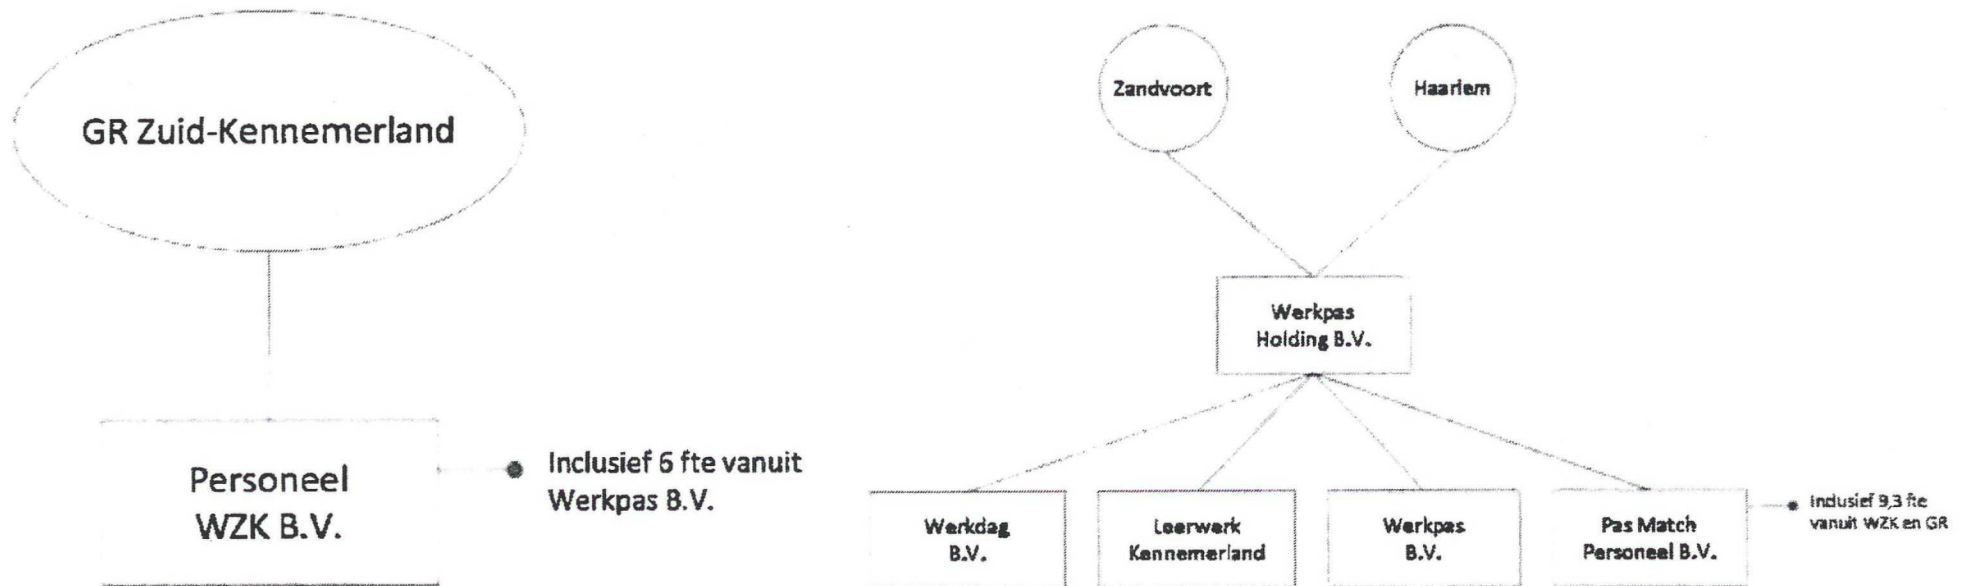 GR Zuid-Kennemerland
Personeel
WZK B.V.
Inclusief 6 fte vanuit
Werkpas B.V.
Zandvoort
Haarlem
Werkpas
Holding B.V.
Werkdag
B.V.
Leerwerk
Kennemerland
Werkpas
B.V.
Pas Match
Personeel B.V.
Inclusief 9,3 fte
vanuit WZK en GR